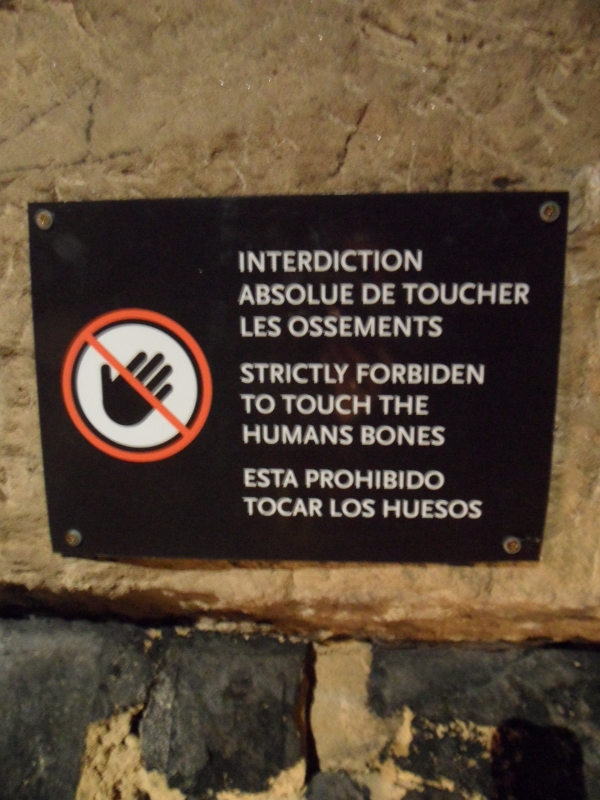 INTERDICTION
ABSOLUE DE TOUCHER
LES OSSEMENTS
STRICTLY FORBIDEN
TO TOUCH THE
HUMANS BONES
ESTA PROHIBIDO
TOCAR LOS HUESOS